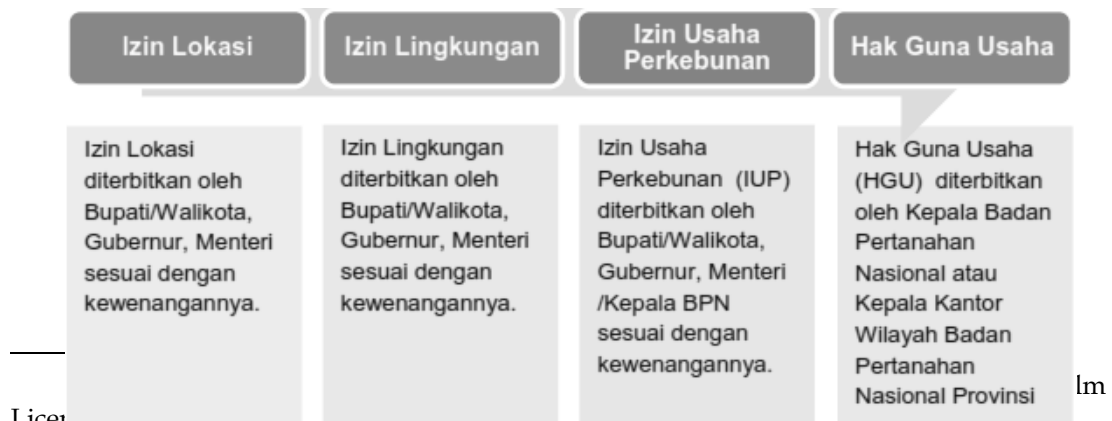 Izin Lokasi
Izin Lingkungan
Izin Usaha
Perkebunan
Hak Guna Usaha
Izin Lokasi
diterbitkan oleh
Bupati/Walikota,
Gubernur, Menteri
sesuai dengan
kewenangannya.
Izin Lingkungan
diterbitkan oleh
Bupati/Walikota,
Gubernur, Menteri
sesuai dengan
kewenangannya.
Izin Usaha
Perkebunan (IUP)
diterbitkan oleh
Bupati/Walikota,
Gubernur, Menteri
/Kepala BPN
sesuai dengan
kewenangannya.
Hak Guna Usaha
(HGU) diterbitkan
oleh Kepala Badan
Pertanahan
Nasional atau
Kepala Kantor
Wilayah Badan
Pertanahan
Nasional Provinsi
lm